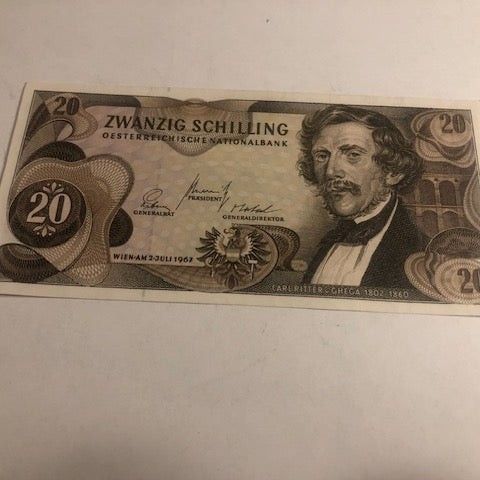 20
20
ZWANZIG SCHILLING
OESTERREICHISCHE NATIONALBANK
20
GENERALRAT
PRÄSIDENT
GENERALDIREKTOR
WIEN·AM 2·JULI 1967
CARL RITTER v·GHEGA 1802-1860
20